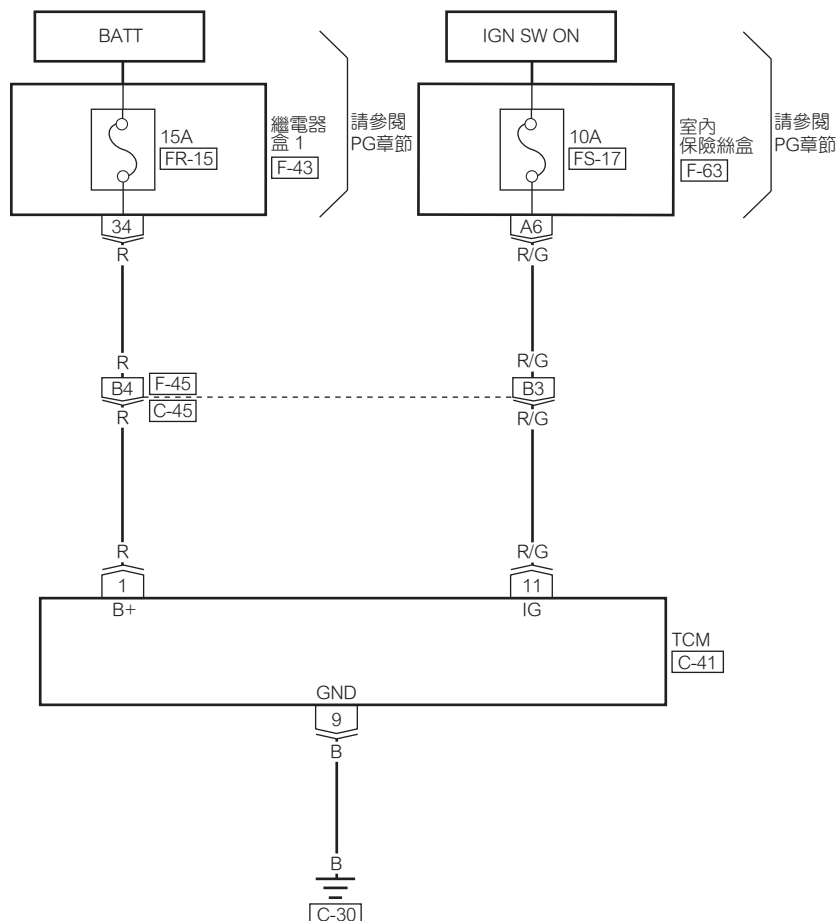 BATT
IGN SW ON
15A
FR-15
繼電器
盒 1
F-43
請參閱
PG章節
10A
FS-17
室內
保險絲盒
F-63
請參閱
PG章節
34
A6
R
R/G
R
R/G
B4
F-45
B3
C-45
R
R/G
R
R/G
1
11
B+
IG
TCM
C-41
GND
9
B
B
C-30